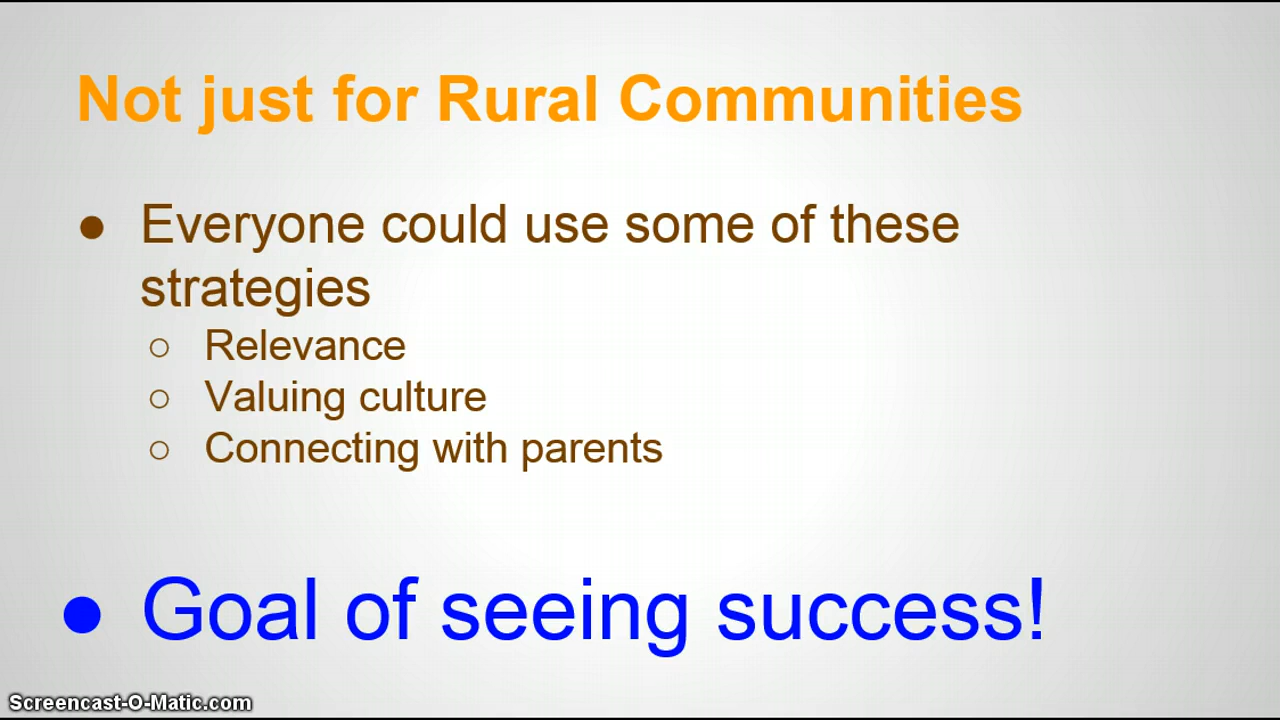 Not just for Rural Communities
● Everyone could use some of these
strategies
○ Relevance
○ Valuing culture
○ Connecting with parents
● Goal of seeing success!
Screencast-O-Matic.com